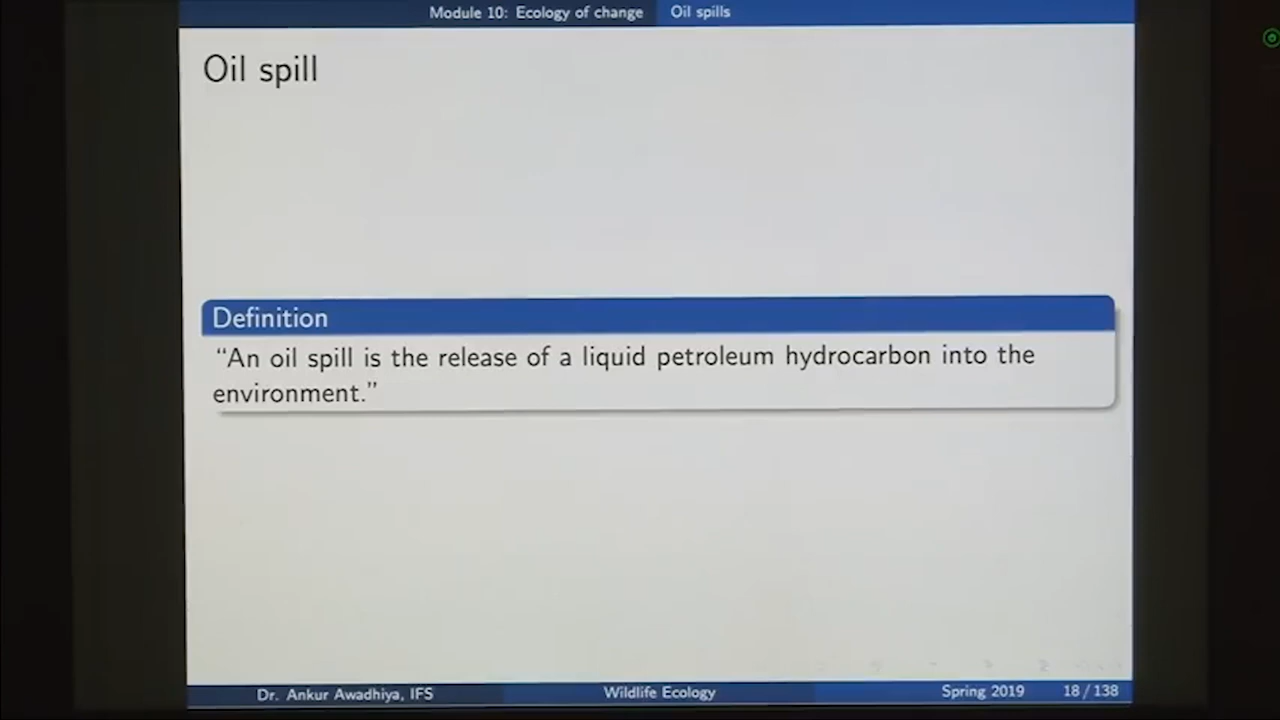 Module 10: Ecology of change Oil spills
Oil spill
Definition
“An oil spill is the release of a liquid petroleum hydrocarbon into the
environment.”
Dr. Ankur Awadhiya, IFS Wildlife Ecology Spring 2019 18 / 138